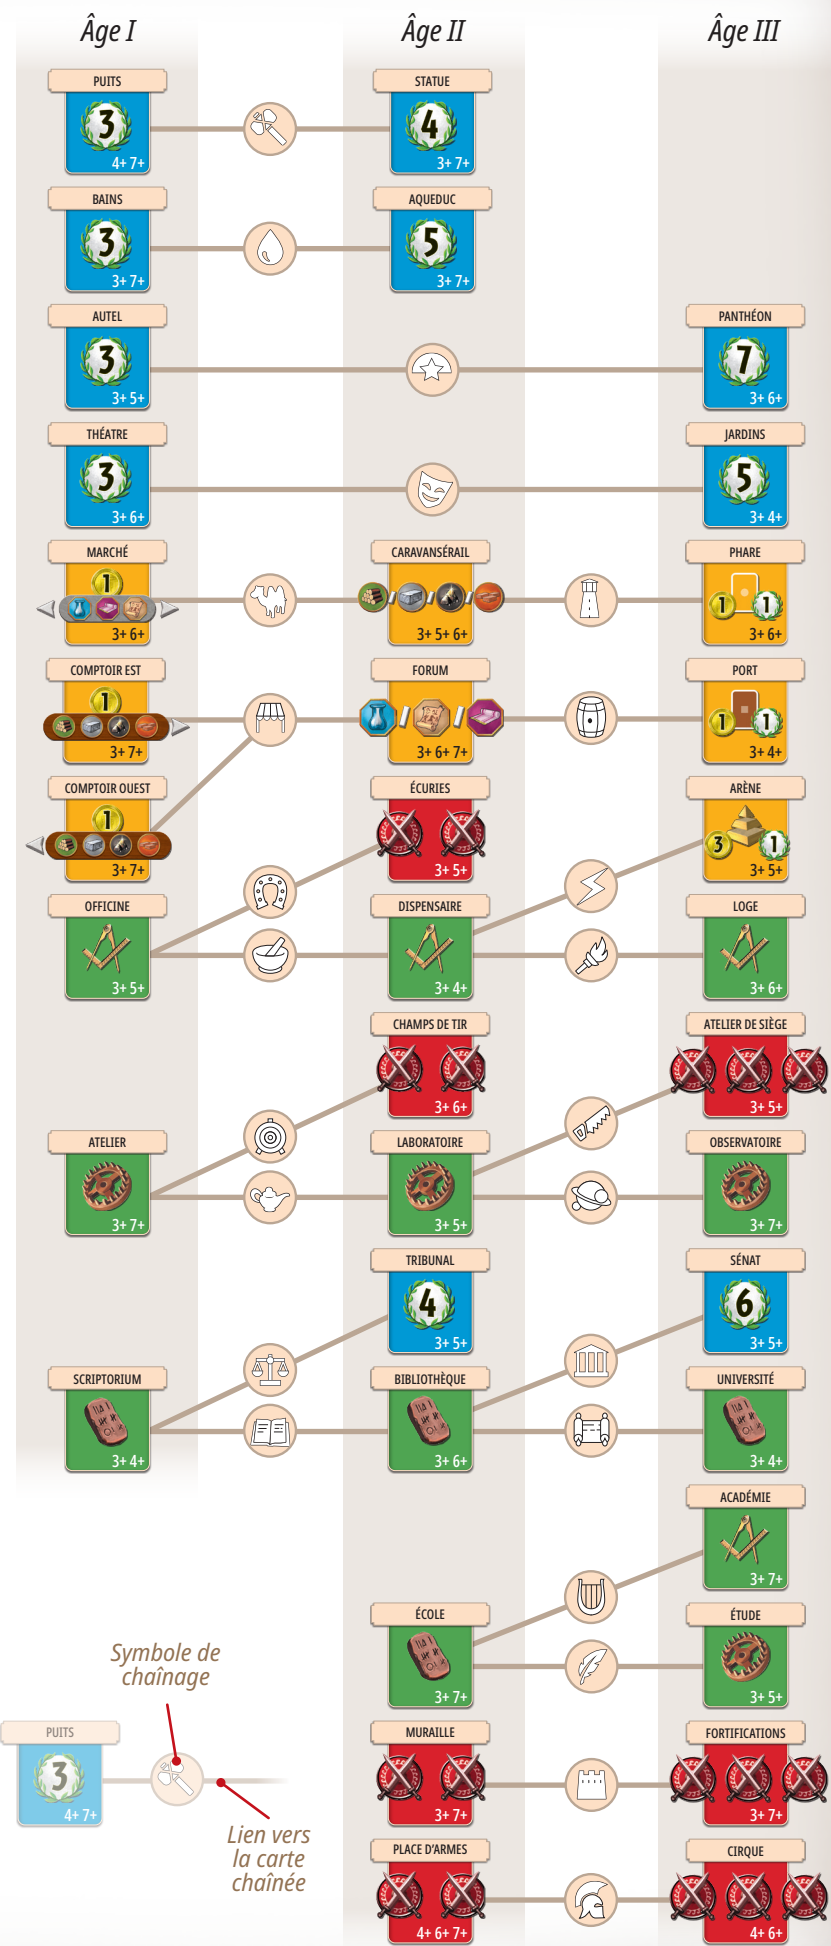 Âge I
Âge II
Âge III
PUITS
STATUE
3
4
4+ 7+
3+ 7+
BAINS
AQUEDUC
3
5
3+ 7+
3+ 7+
AUTEL
PANTHÉON
3
7
3+ 5+
3+ 6+
THÉATRE
JARDINS
3
5
3+ 6+
3+ 4+
MARCHÉ
CARAVANSÉRAIL
PHARE
1
/ / /
1
1
3+ 6+
3+ 5+ 6+
3+ 6+
COMPTOIR EST
FORUM
PORT
1
/ /
1
1
3+ 7+
3+ 6+ 7+
3+ 4+
COMPTOIR OUEST
ÉCURIES
ARÈNE
1
3
1
3+ 7+
3+ 5+
3+ 5+
OFFICINE
DISPENSAIRE
LOGE
3+ 5+
3+ 4+
3+ 6+
CHAMPS DE TIR
ATELIER DE SIÈGE
3+ 6+
3+ 5+
ATELIER
LABORATOIRE
OBSERVATOIRE
3+ 7+
3+ 5+
3+ 7+
TRIBUNAL
SÉNAT
4
6
3+ 5+
3+ 5+
SCRIPTORIUM
BIBLIOTHÈQUE
UNIVERSITÉ
3+ 4+
3+ 6+
3+ 4+
ACADÉMIE
3+ 7+
ÉCOLE
ÉTUDE
3+ 7+
3+ 5+
Symbole de
chaînage
PUITS
3
4+ 7+
Lien vers
la carte
chaînée
MURAILLE
FORTIFICATIONS
3+ 7+
3+ 7+
PLACE D'ARMES
CIRQUE
4+ 6+ 7+
4+ 6+